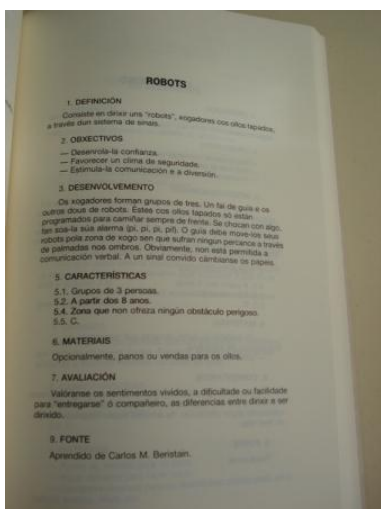 ROBOTS
1. DEFINICIÓN
Consiste en dirixir uns "robots", xogadores cos ollos tapados,
a través dun sistema de sinais.
2. OBXECTIVOS
— Desenrola-la confianza.
— Favorecer un clima de seguridade.
— Estimula-la comunicación e a diversión.
3. DESENVOLVEMENTO
Os xogadores forman grupos de tres. Un fai de guía e os
outros dous de robots. Estes cos ollos tapados só están
programados para camiñar sempre de frente. Se chocan con algo,
fan soa-la súa alarma (pi, pi, pi, pi!). O guía debe move-los seus
robots pola zona de xogo sen que sufran ningún percance a través
de palmadas nos ombros. Obviamente, non está permitida a
comunicación verbal. A un sinal convido cámbianse os papeis.
5. CARACTERÍSTICAS
5.1. Grupos de 3 persoas.
5.2. A partir dos 8 anos.
5.4. Zona que non ofreza ningún obstáculo perigoso.
5.5. C.
6. MATERIAIS
Opcionalmente, panos ou vendas para os ollos.
7. AVALIACIÓN
Valóranse os sentimentos vividos, a dificultade ou facilidade
para "entregarse" ó compañeiro, as diferencias entre dirixir e ser
dirixido.
9. FONTE
Aprendido de Carlos M. Beristain.